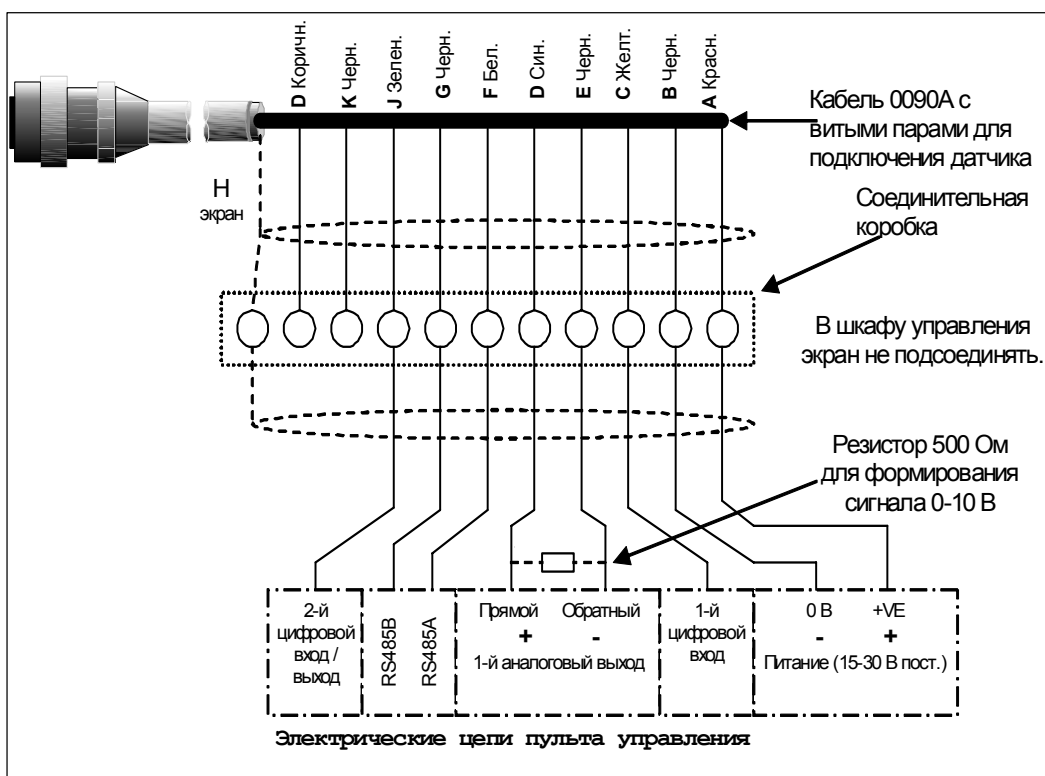 D Коричн.
K Черн.
J Зелен.
G Черн.
F Бел.
D Син.
E Черн.
C Желт.
B Черн.
A Красн.
Кабель 0090A с
витыми парами для
подключения датчика
H
экран
Соединительная
коробка
В шкафу управления
экран не подсоединять.
Резистор 500 Ом
для формирования
сигнала 0-10 В
2-й
цифровой
вход /
выход
RS485B
RS485A
Прямой Обратный
+ -
1-й аналоговый выход
1-й
цифровой
вход
0 В +VE
- +
Питание (15-30 В пост.)
Электрические цепи пульта управления